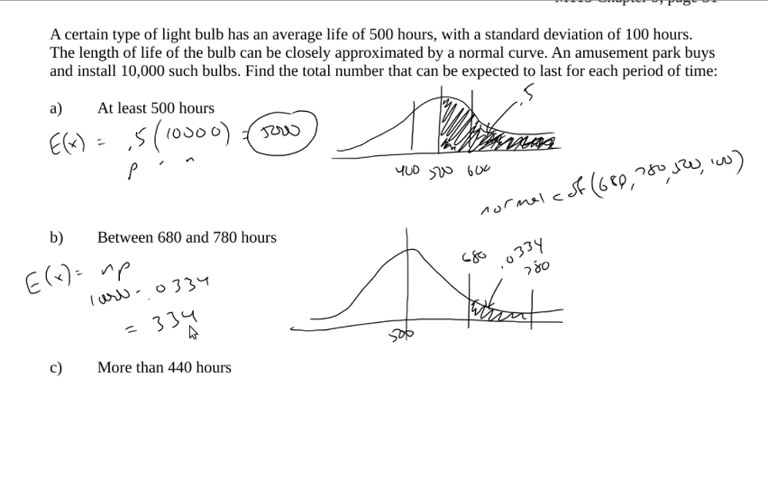 A certain type of light bulb has an average life of 500 hours, with a standard deviation of 100 hours.
The length of life of the bulb can be closely approximated by a normal curve. An amusement park buys
and install 10,000 such bulbs. Find the total number that can be expected to last for each period of time:
a) At least 500 hours
.5
E(x) = .5(10000) = 5000
p · n
400 500 600
normalcdf(680,780,500,100)
b) Between 680 and 780 hours
680 .0334
780
E(x) = np
.0334
= 334
500
c) More than 440 hours